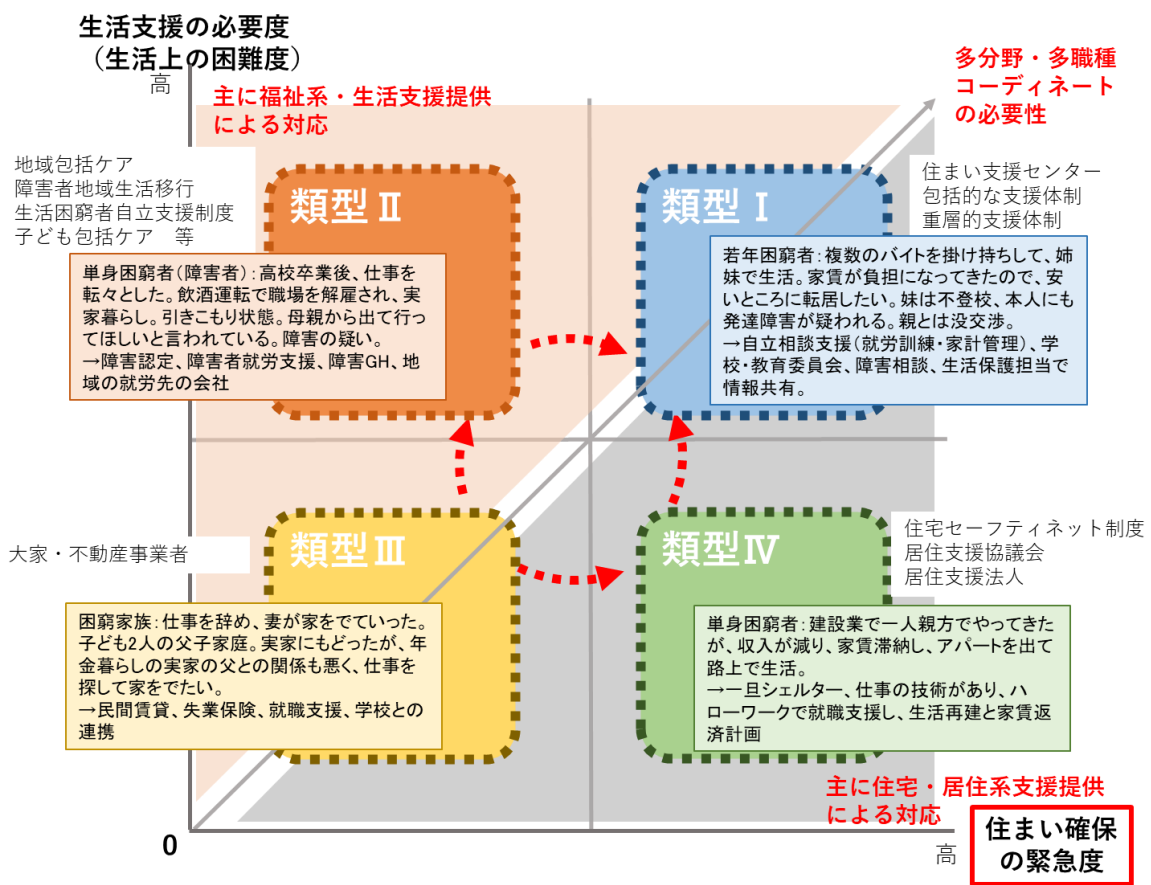 生活支援の必要度
（生活上の困難度）
高
主に福祉系・生活支援提供
による対応
多分野・多職種
コーディネート
の必要性
地域包括ケア
障害者地域生活移行
生活困窮者自立支援制度
子ども包括ケア　等
類型Ⅱ
単身困窮者（障害者）：高校卒業後、仕事を
転々とした。飲酒運転で職場を解雇され、実
家暮らし。引きこもり状態。母親から出て行っ
てほしいと言われている。障害の疑い。
→障害認定、障害者就労支援、障害GH、地
域の就労先の会社
類型Ⅰ
住まい支援センター
包括的な支援体制
重層的支援体制
若年困窮者：複数のバイトを掛け持ちして、姉
妹で生活。家賃が負担になってきたので、安
いところに転居したい。妹は不登校、本人にも
発達障害が疑われる。親とは没交渉。
→自立相談支援（就労訓練・家計管理）、学
校・教育委員会、障害相談、生活保護担当で
情報共有。
大家・不動産事業者
類型Ⅲ
困窮家族：仕事を辞め、妻が家をでていった。
子ども2人の父子家庭。実家にもどったが、年
金暮らしの実家の父との関係も悪く、仕事を
探して家をでたい。
→民間賃貸、失業保険、就職支援、学校との
連携
類型Ⅳ
住宅セーフティネット制度
居住支援協議会
居住支援法人
単身困窮者：建設業で一人親方でやってきた
が、収入が減り、家賃滞納し、アパートを出て
路上で生活。
→一旦シェルター、仕事の技術があり、ハ
ローワークで就職支援し、生活再建と家賃返
済計画
主に住宅・居住系支援提供
による対応
0
高
住まい確保
の緊急度